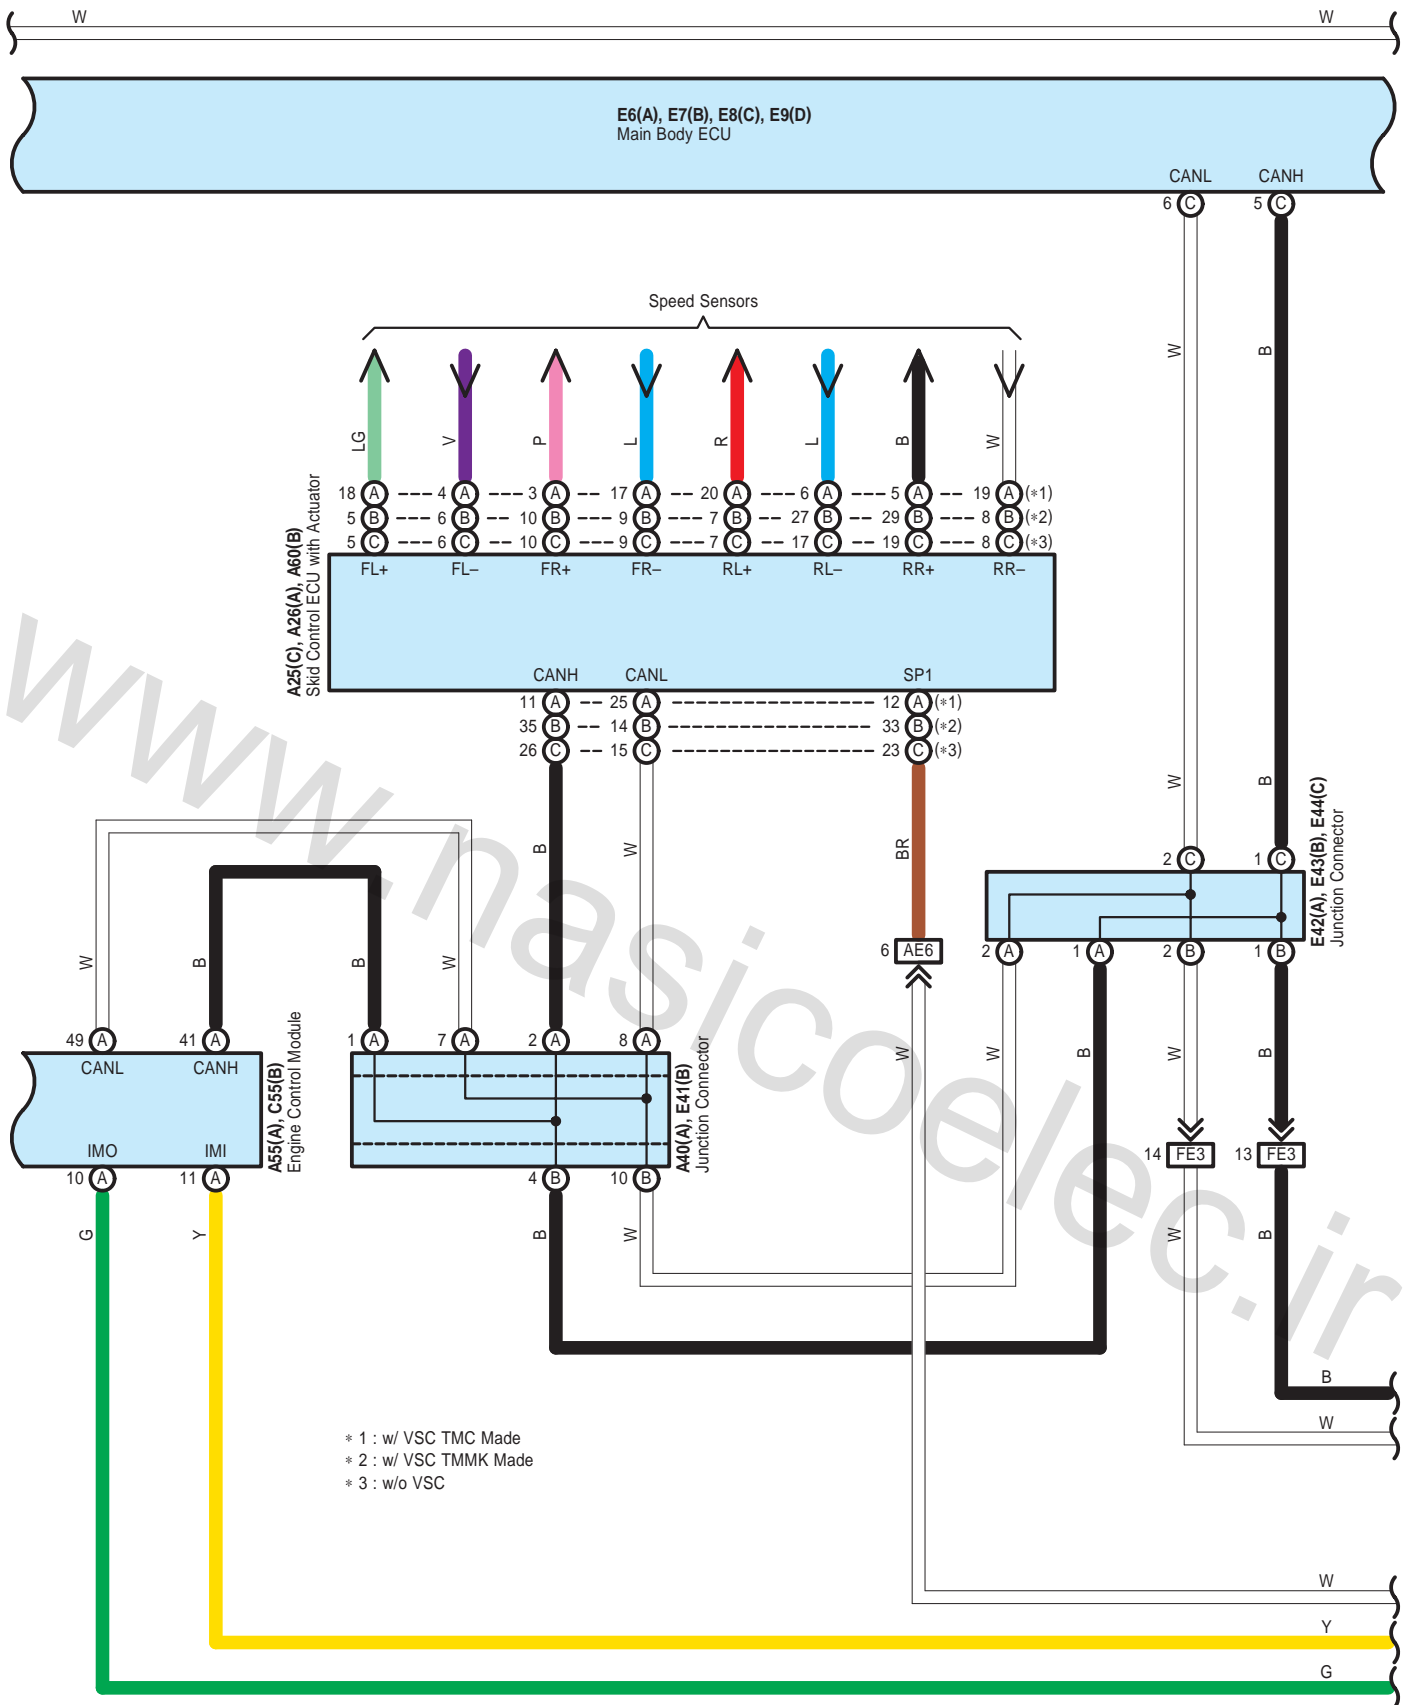 W W
E6(A), E7(B), E8(C), E9(D)
Main Body ECU
CANL CANH
6 C 5 C
Speed Sensors
W B
LG V P L R L B W
18 A 4 A 3 A 17 A 20 A 6 A 5 A 19 A (*1)
5 B 6 B 10 B 9 B 7 B 27 B 29 B 8 B (*2)
5 C 6 C 10 C 9 C 7 C 17 C 19 C 8 C (*3)
FL+ FL– FR+ FR– RL+ RL– RR+ RR–
A25(C), A26(A), A60(B)
Skid Control ECU with Actuator
CANH CANL SP1
11 A 25 A 12 A (*1)
35 B 14 B 33 B (*2)
26 C 15 C 23 C (*3)
W B
B W BR
2 C 1 C
E42(A), E43(B), E44(C)
Junction Connector
6 AE6 2 A 1 A 2 B 1 B
W B B W
49 A 41 A 1 A 7 A 2 A 8 A
CANL CANH
W W B W B
A55(A), C55(B)
Engine Control Module
A40(A), E41(B)
Junction Connector
IMO IMI
14 FE3 13 FE3
10 A 11 A 4 B 10 B
G Y B W W B
B
W
* 1 : w/ VSC TMC Made
* 2 : w/ VSC TMMK Made
* 3 : w/o VSC
W
Y
G
www.nasicoelec.ir